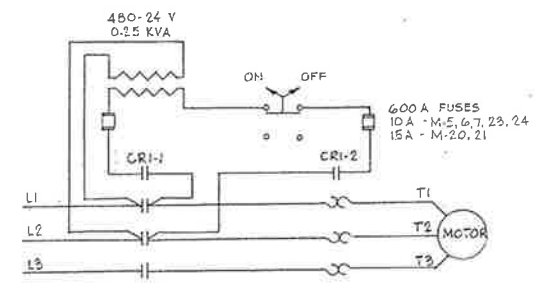 480-24 V
0-25 KVA
ON OFF
600 A FUSES
10 A - M-5, 6, 7, 23, 24
15A - M-20, 21
CR1-1
CR1-2
L1
T1
L2
T2
MOTOR
L3
T3